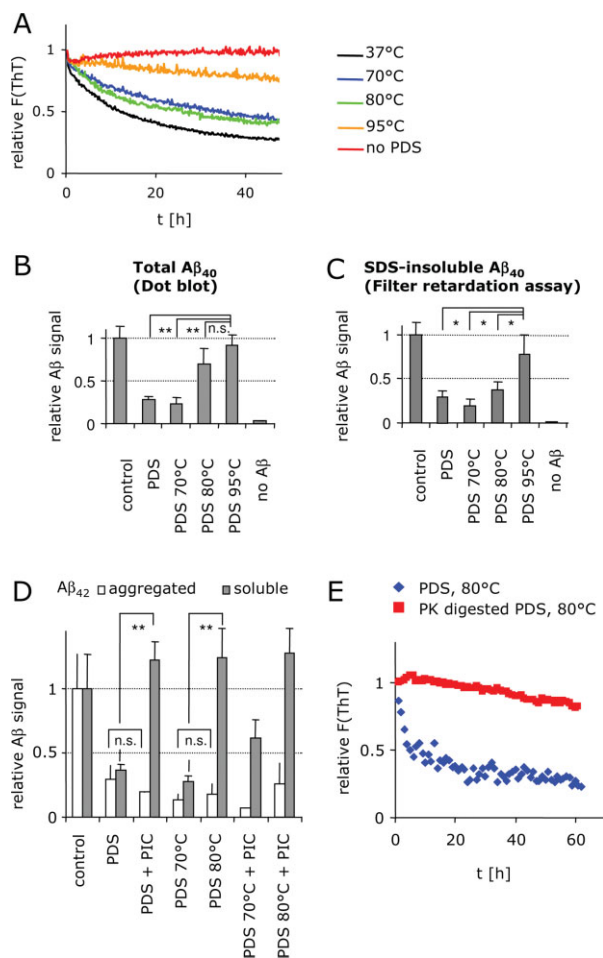 A
relative F(ThT)
1
0.5
0
0 20 40
t [h]
37°C
70°C
80°C
95°C
no PDS
B
Total Aβ40
(Dot blot)
relative Aβ signal
1
0.5
0
** ** n.s.
control
PDS
PDS 70°C
PDS 80°C
PDS 95°C
no Aβ
C
SDS-insoluble Aβ40
(Filter retardation assay)
relative Aβ signal
1
0.5
0
* * *
control
PDS
PDS 70°C
PDS 80°C
PDS 95°C
no Aβ
D
Aβ42 aggregated soluble
relative Aβ signal
1
0.5
0
** **
n.s. n.s.
control
PDS
PDS + PIC
PDS 70°C
PDS 80°C
PDS 70°C + PIC
PDS 80°C + PIC
E
PDS, 80°C
PK digested PDS, 80°C
relative F(ThT)
1
0.5
0
0 20 40 60
t [h]